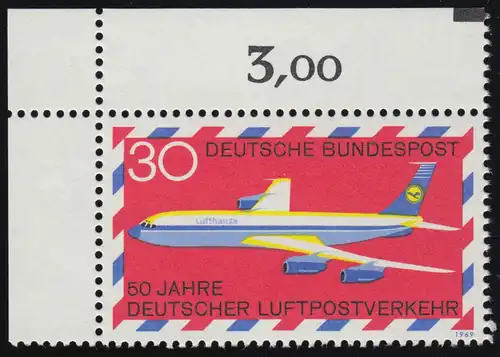 3,00
30 DEUTSCHE BUNDESPOST
Lufthansa
50 JAHRE
DEUTSCHER LUFTPOSTVERKEHR
1969